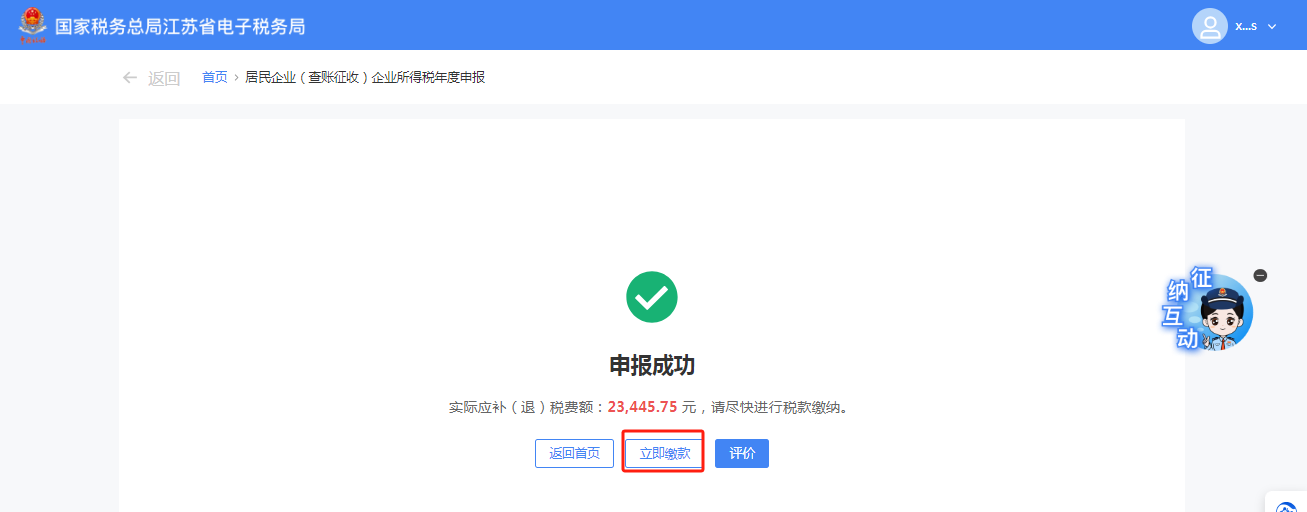 国家税务总局江苏省电子税务局
x...s
返回 首页 > 居民企业（查账征收）企业所得税年度申报
征纳互动
申报成功
实际应补（退）税费额：23,445.75 元，请尽快进行税款缴纳。
返回首页 立即缴款 评价